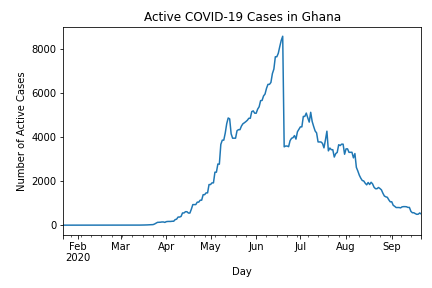 Active COVID-19 Cases in Ghana
Number of Active Cases
8000
6000
4000
2000
0
Feb Mar Apr May Jun Jul Aug Sep
2020
Day